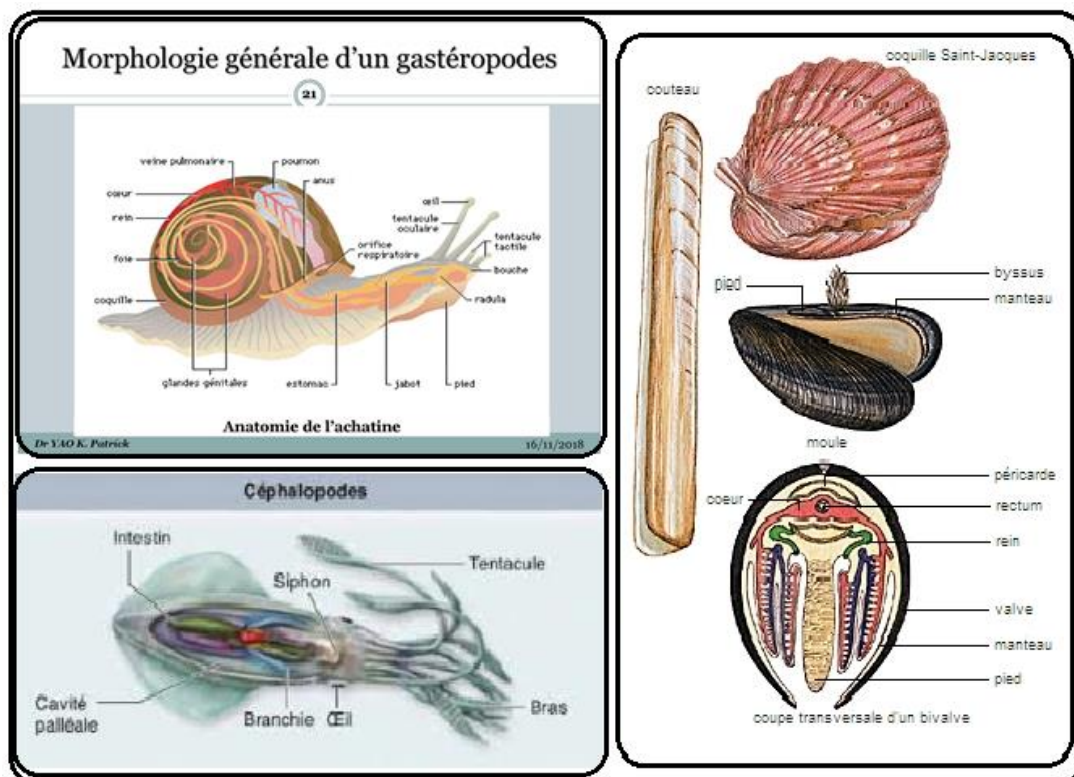 Morphologie générale d'un gastéropodes
21
veine pulmonaire
poumon
cœur
anus
rein
œil
tentacule
oculaire
tentacule
tactile
orifice
respiratoire
foie
bouche
coquille
radula
glandes génitales
estomac
jabot
pied
Anatomie de l'achatine
Dr YAO K. Patrick
16/11/2018
Céphalopodes
Intestin
Tentacule
Siphon
Cavité
palléale
Branchie
Œil
Bras
coquille Saint-Jacques
couteau
byssus
pied
manteau
moule
péricarde
coeur
rectum
rein
valve
manteau
pied
coupe transversale d'un bivalve